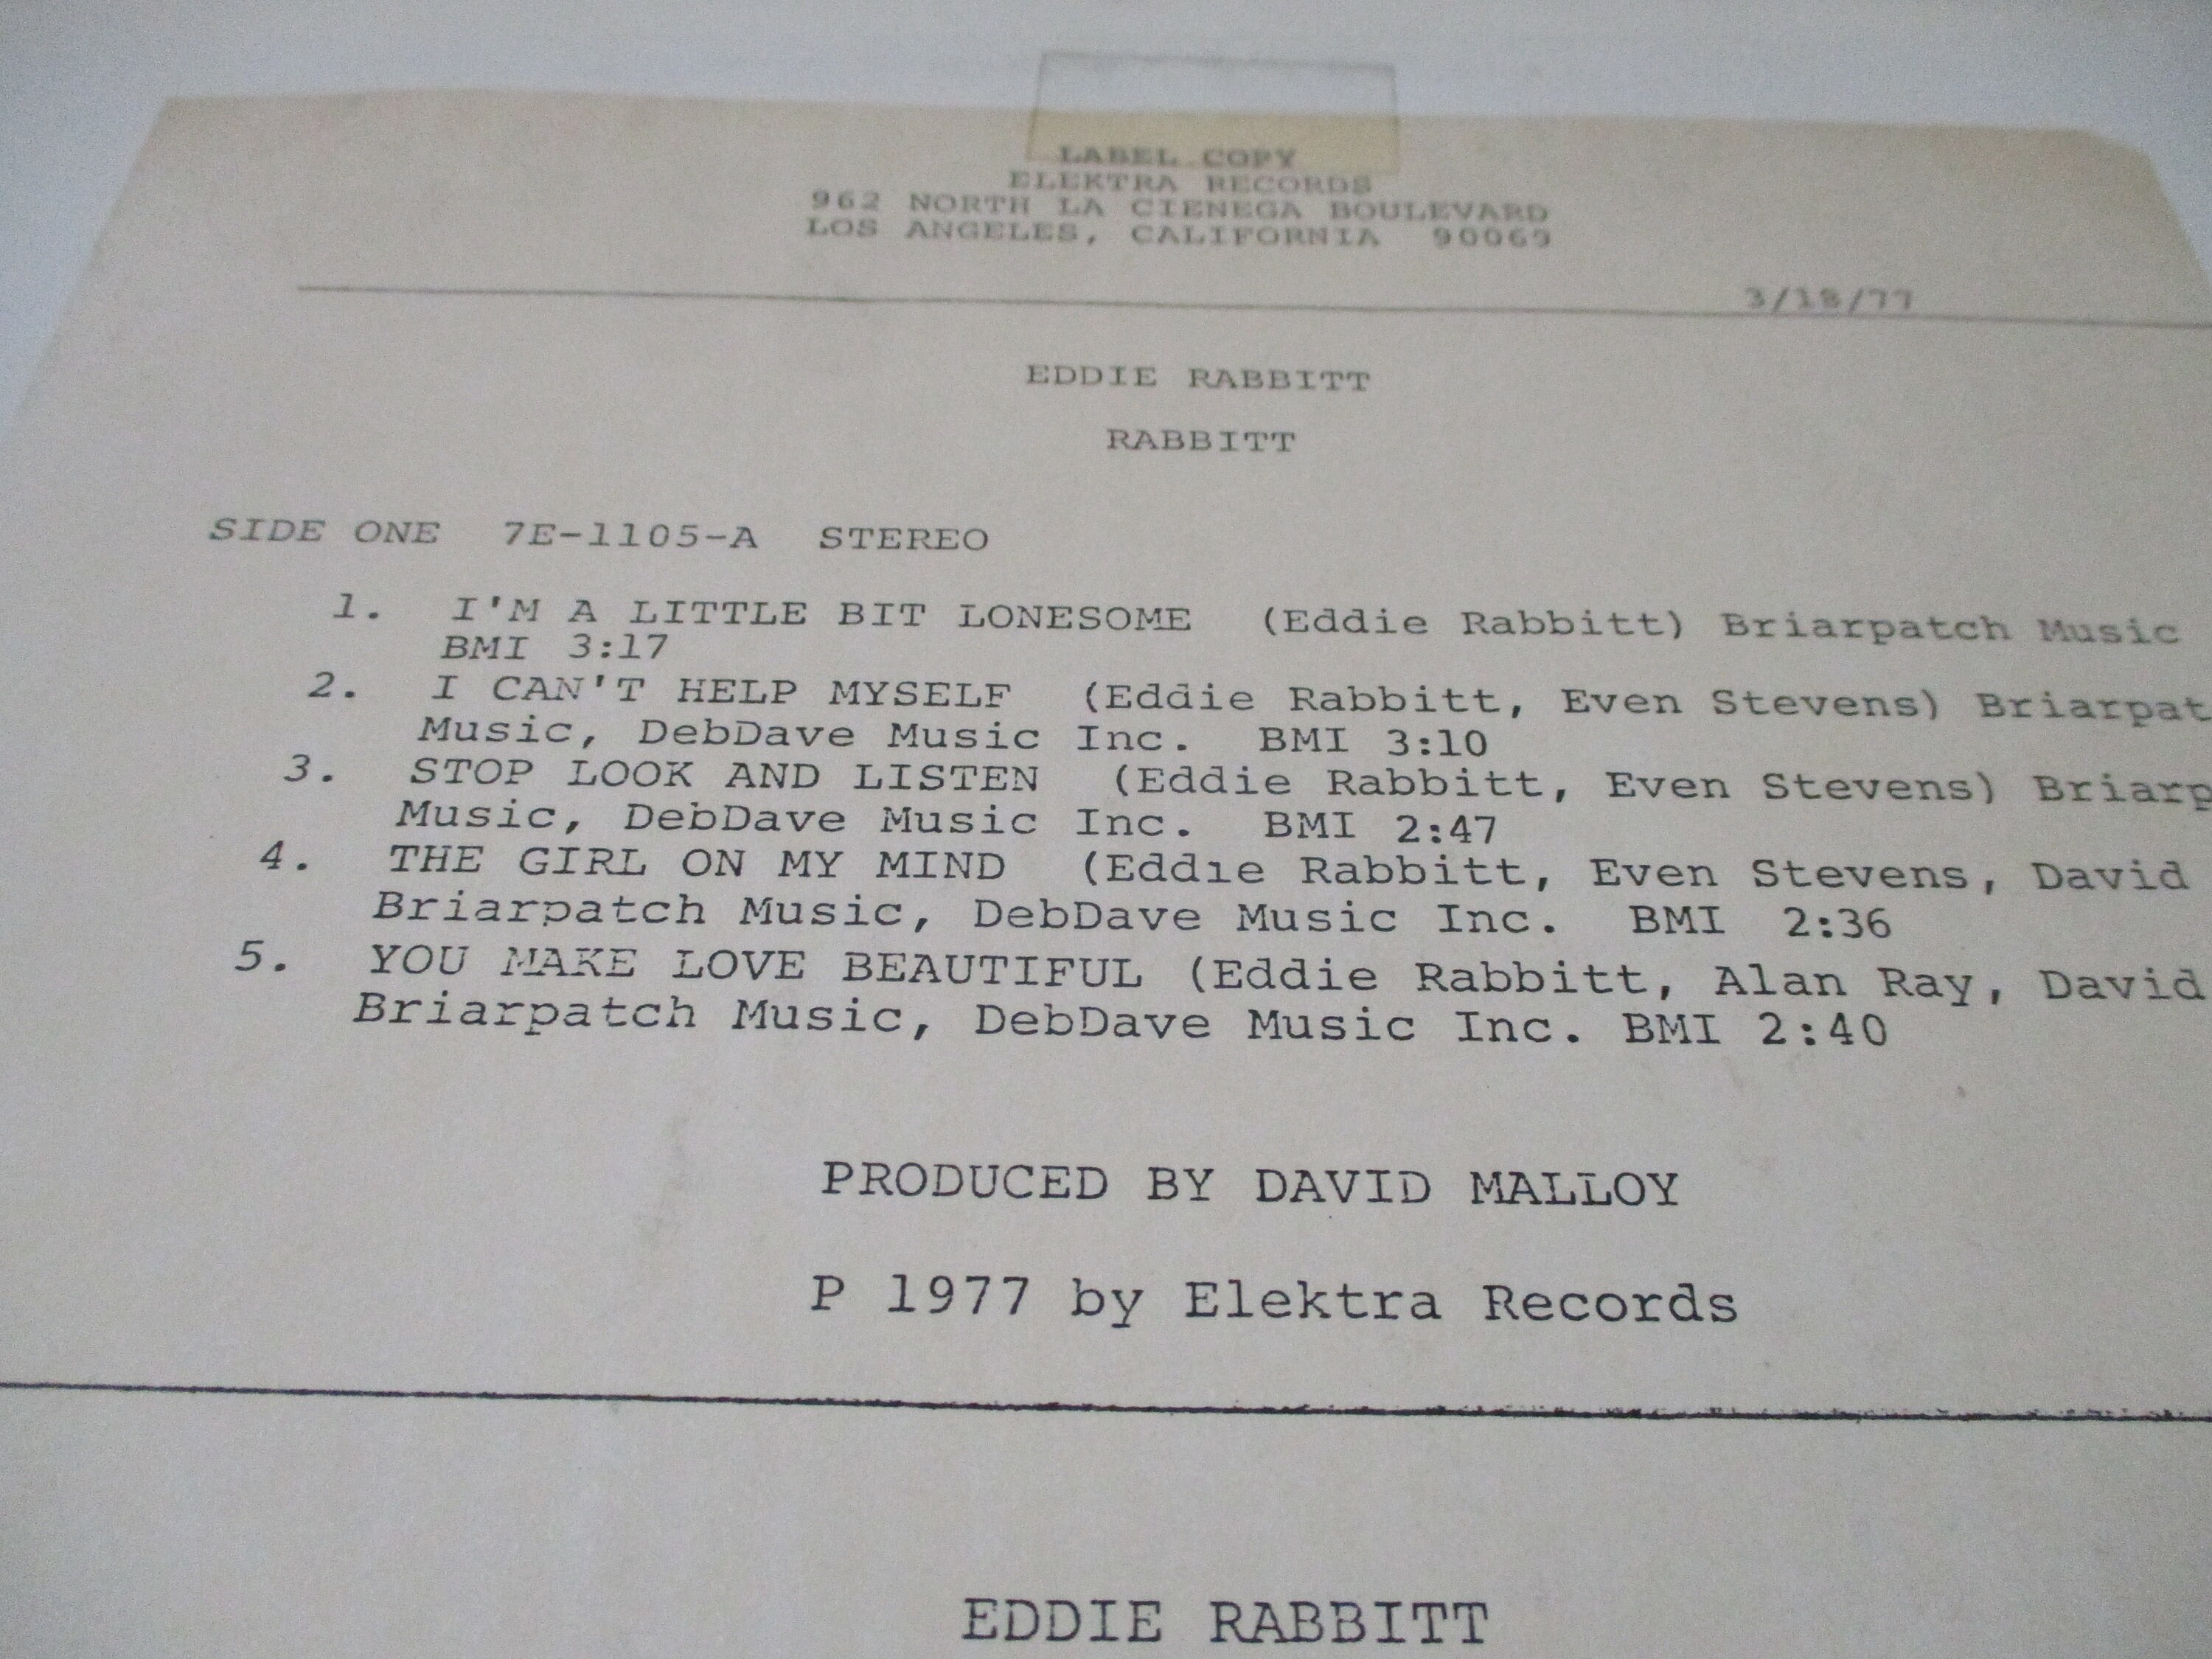 LABEL COPY
ELEKTRA RECORDS
962 NORTH LA CIENEGA BOULEVARD
LOS ANGELES, CALIFORNIA 90069
3/18/77
EDDIE RABBITT
RABBITT
SIDE ONE 7E-1105-A STEREO
1. I'M A LITTLE BIT LONESOME (Eddie Rabbitt) Briarpatch Music
BMI 3:17
2. I CAN'T HELP MYSELF (Eddie Rabbitt, Even Stevens) Briarpat
Music, DebDave Music Inc. BMI 3:10
3. STOP LOOK AND LISTEN (Eddie Rabbitt, Even Stevens) Briarp
Music, DebDave Music Inc. BMI 2:47
4. THE GIRL ON MY MIND (Eddie Rabbitt, Even Stevens, David
Briarpatch Music, DebDave Music Inc. BMI 2:36
5. YOU MAKE LOVE BEAUTIFUL (Eddie Rabbitt, Alan Ray, David
Briarpatch Music, DebDave Music Inc. BMI 2:40
PRODUCED BY DAVID MALLOY
P 1977 by Elektra Records
EDDIE RABBITT